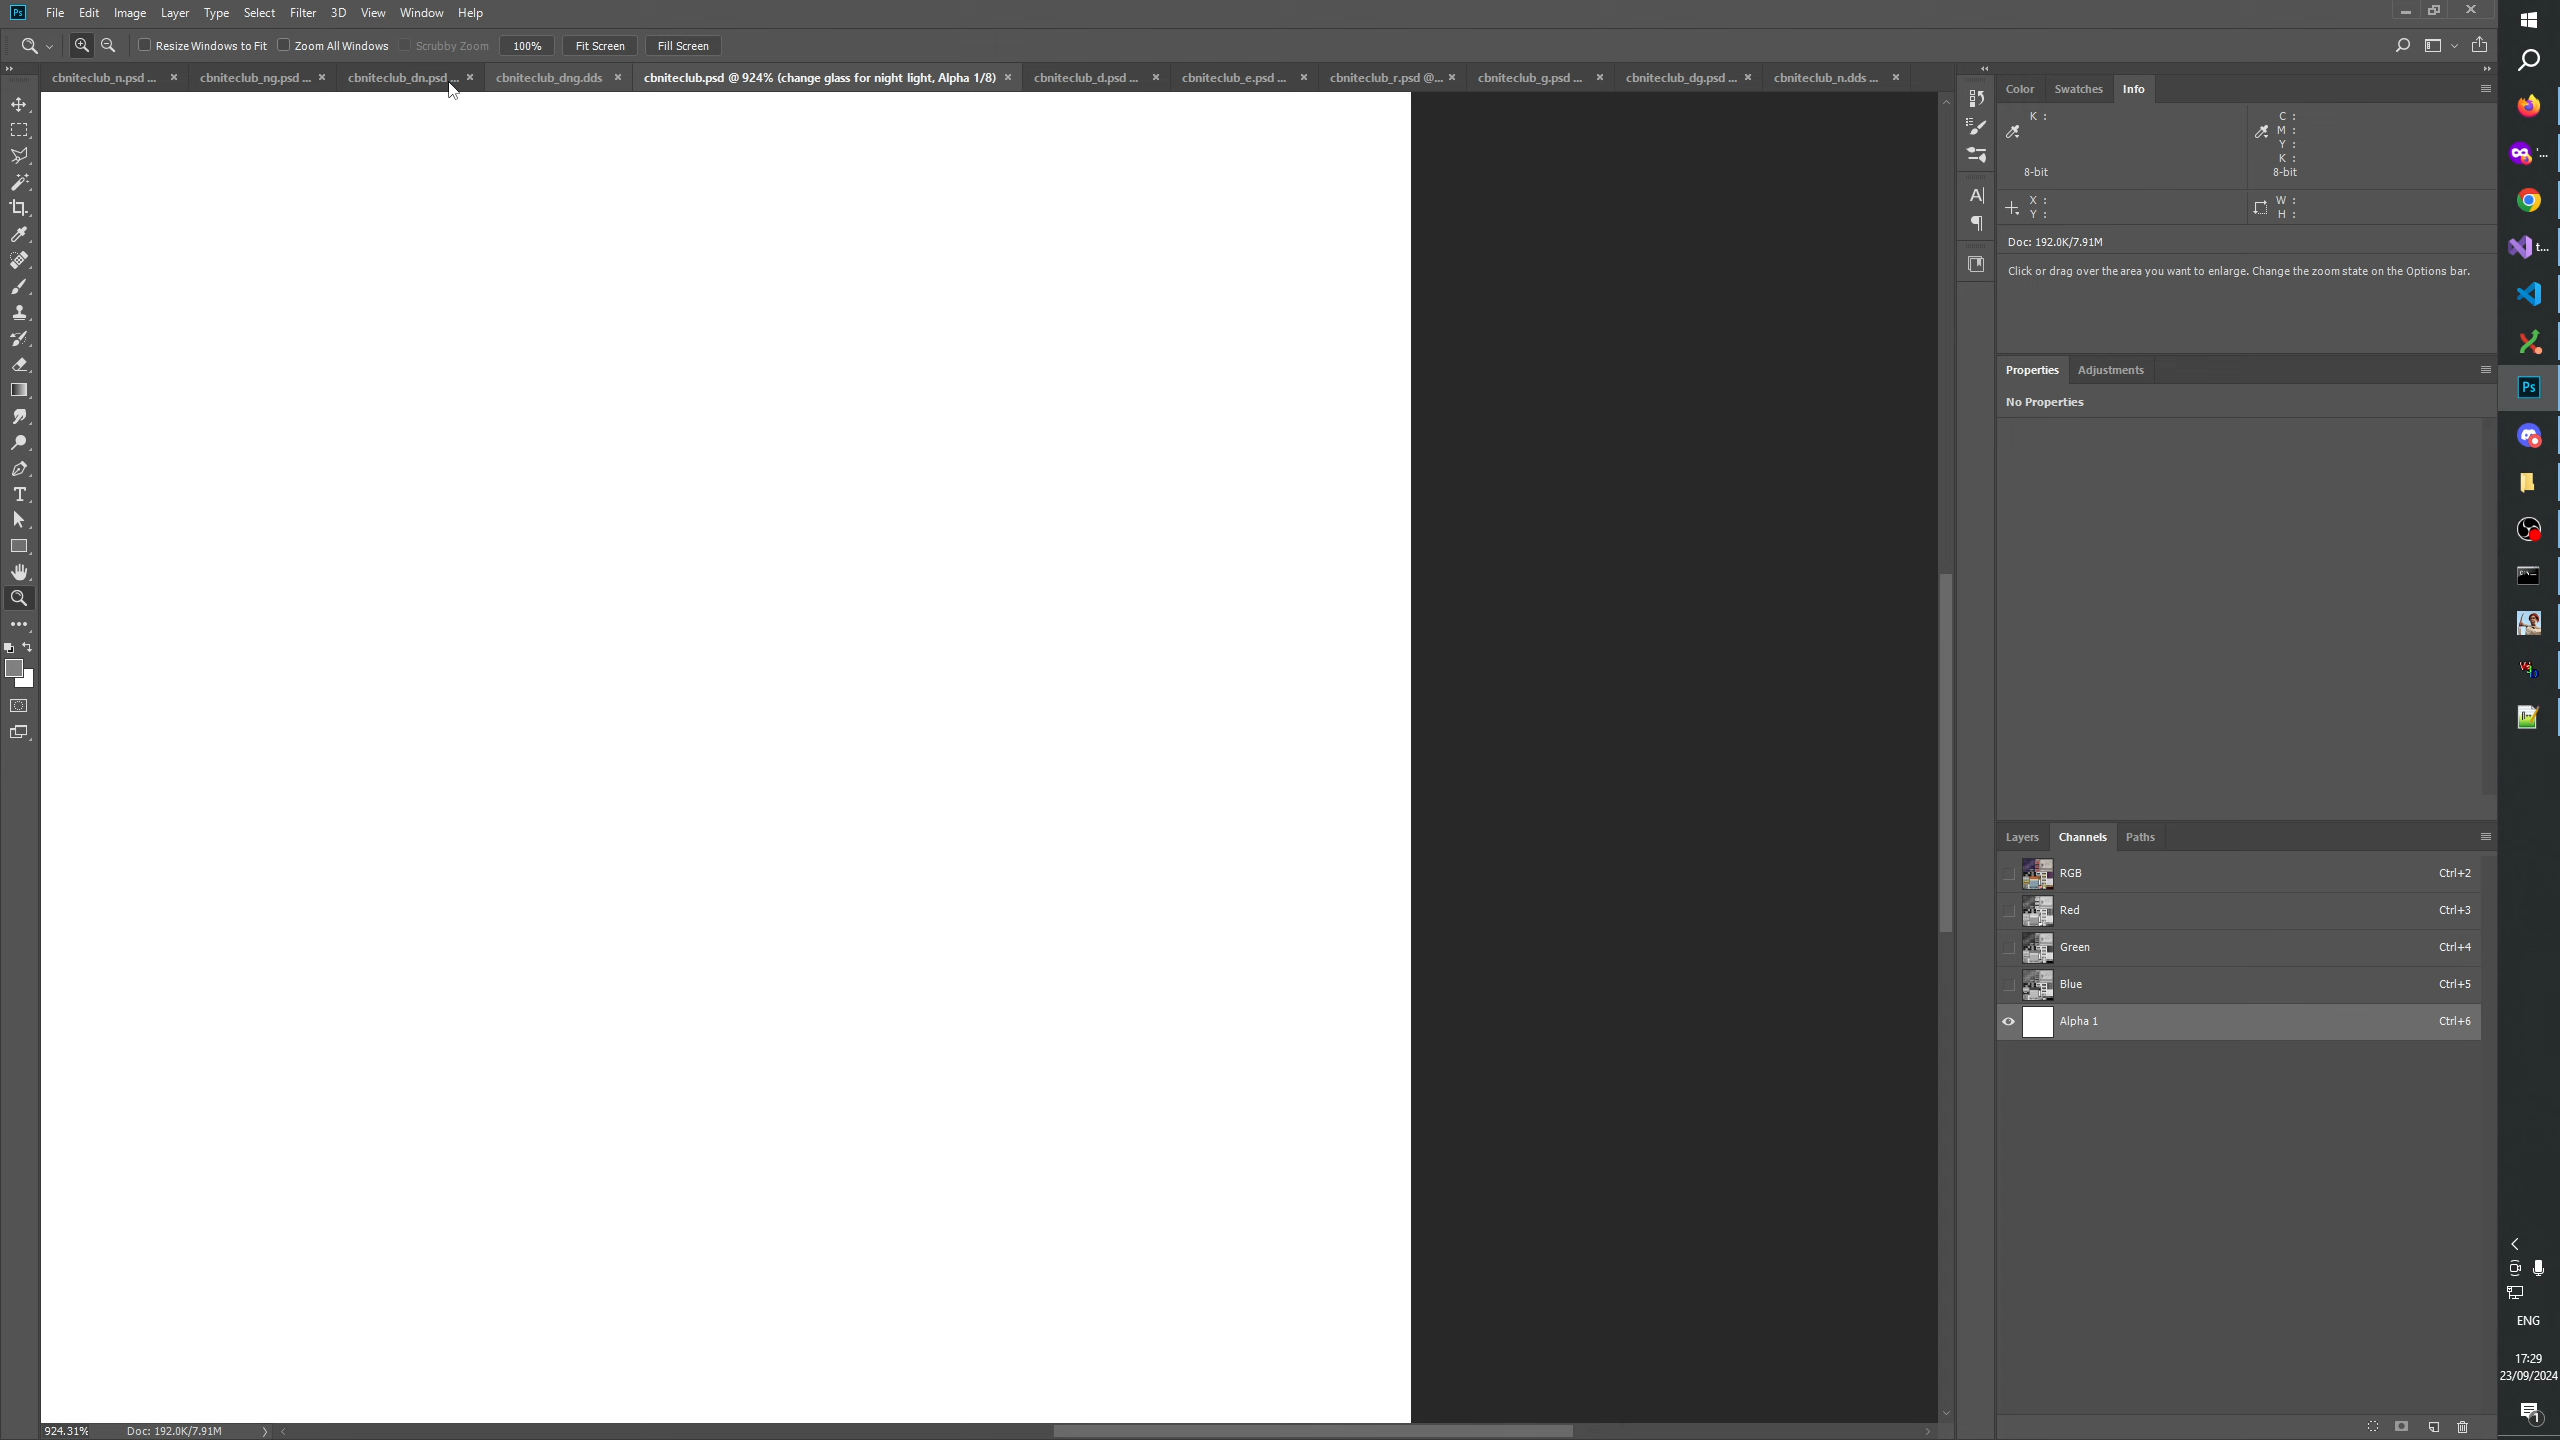 Ps File Edit Image Layer Type Select Filter 3D View Window Help
Resize Windows to Fit Zoom All Windows Scrubby Zoom 100% Fit Screen Fill Screen
cbniteclub_n.psd ... × cbniteclub_ng.psd ... × cbniteclub_dn.psd ... × cbniteclub_dng.dds × cbniteclub.psd @ 924% (change glass for night light, Alpha 1/8) × cbniteclub_d.psd ... × cbniteclub_e.psd ... × cbniteclub_r.psd @... × cbniteclub_g.psd ... × cbniteclub_dg.psd ... × cbniteclub_n.dds ... ×
Color Swatches Info
K :
8-bit
C :
M :
Y :
K :
8-bit
X :
Y :
W :
H :
Doc: 192.0K/7.91M
Click or drag over the area you want to enlarge. Change the zoom state on the Options bar.
Properties Adjustments
No Properties
Layers Channels Paths
RGB Ctrl+2
Red Ctrl+3
Green Ctrl+4
Blue Ctrl+5
Alpha 1 Ctrl+6
924.31% Doc: 192.0K/7.91M
'...
t...
Ps
ENG
17:29
23/09/2024
1